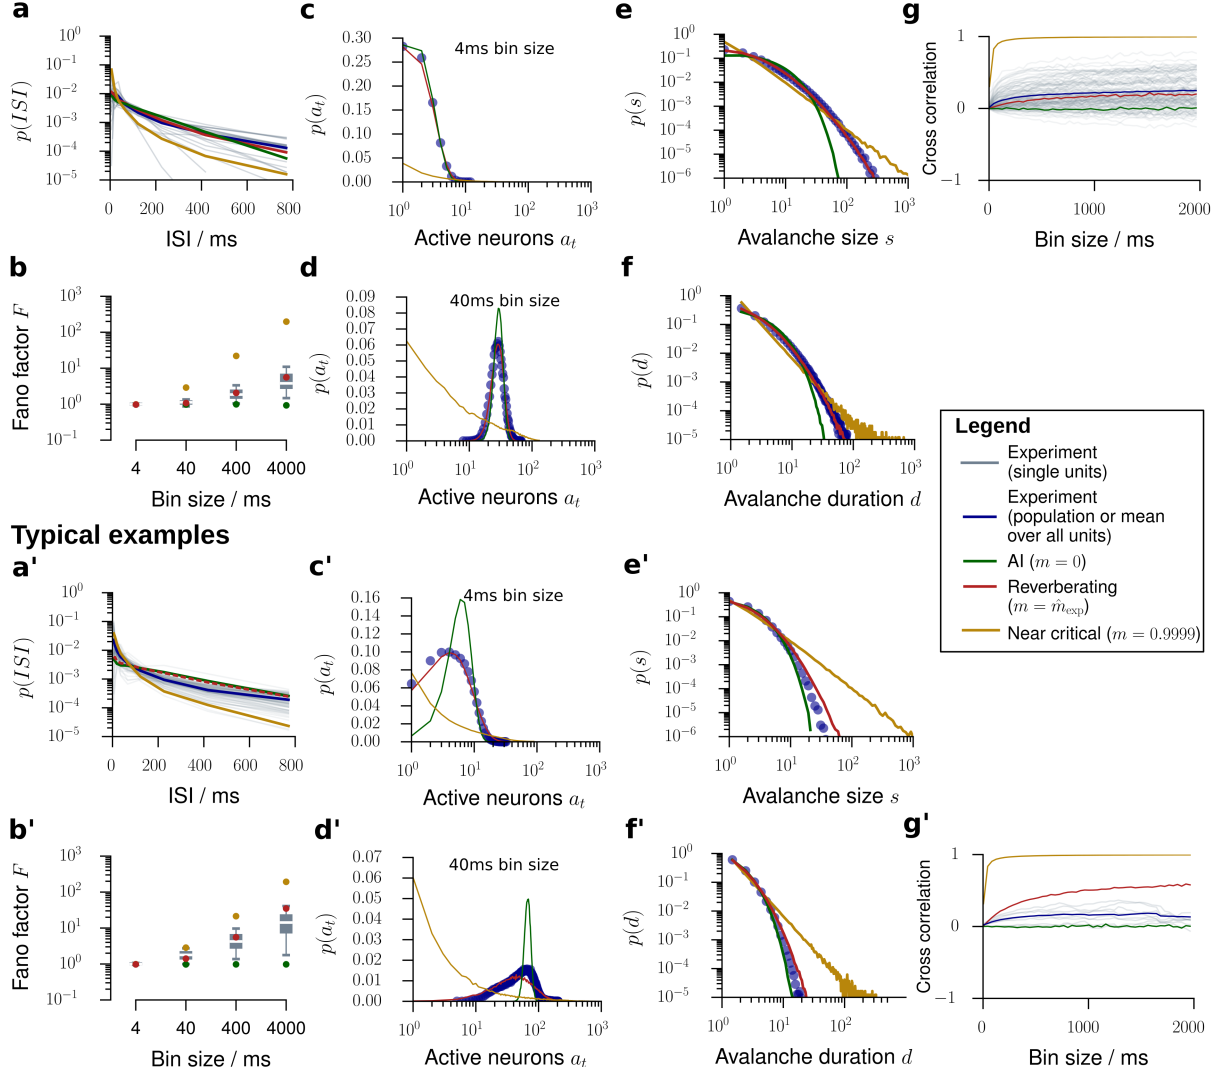 a
10^0
10^{-1}
10^{-2}
10^{-3}
10^{-4}
10^{-5}
p(ISI)
0 200 400 600 800
ISI / ms
c
0.30
0.25
0.20
0.15
0.10
0.05
0.00
p(a_t)
4ms bin size
10^0 10^1 10^2 10^3
Active neurons a_t
e
10^0
10^{-1}
10^{-2}
10^{-3}
10^{-4}
10^{-5}
10^{-6}
p(s)
10^0 10^1 10^2 10^3
Avalanche size s
g
1
0
−1
Cross correlation
0 1000 2000
Bin size / ms
b
10^3
10^2
10^1
10^0
10^{-1}
Fano factor F
4 40 400 4000
Bin size / ms
d
0.09
0.08
0.07
0.06
0.05
0.04
0.03
0.02
0.01
0.00
p(a_t)
40ms bin size
10^0 10^1 10^2 10^3
Active neurons a_t
f
10^0
10^{-1}
10^{-2}
10^{-3}
10^{-4}
10^{-5}
p(d)
10^0 10^1 10^2 10^3
Avalanche duration d
Legend
Experiment
(single units)
Experiment
(population or mean
over all units)
AI (m = 0)
Reverberating
(m = m̂_exp)
Near critical (m = 0.9999)
Typical examples
a'
10^0
10^{-1}
10^{-2}
10^{-3}
10^{-4}
10^{-5}
p(ISI)
0 200 400 600 800
ISI / ms
c'
0.16
0.14
0.12
0.10
0.08
0.06
0.04
0.02
0.00
p(a_t)
4ms bin size
10^0 10^1 10^2 10^3
Active neurons a_t
e'
10^0
10^{-1}
10^{-2}
10^{-3}
10^{-4}
10^{-5}
10^{-6}
p(s)
10^0 10^1 10^2 10^3
Avalanche size s
b'
10^3
10^2
10^1
10^0
10^{-1}
Fano factor F
4 40 400 4000
Bin size / ms
d'
0.07
0.06
0.05
0.04
0.03
0.02
0.01
0.00
p(a_t)
40ms bin size
10^0 10^1 10^2 10^3
Active neurons a_t
f'
10^0
10^{-1}
10^{-2}
10^{-3}
10^{-4}
10^{-5}
p(d)
10^0 10^1 10^2
Avalanche duration d
g'
1
0
−1
Cross correlation
0 1000 2000
Bin size / ms